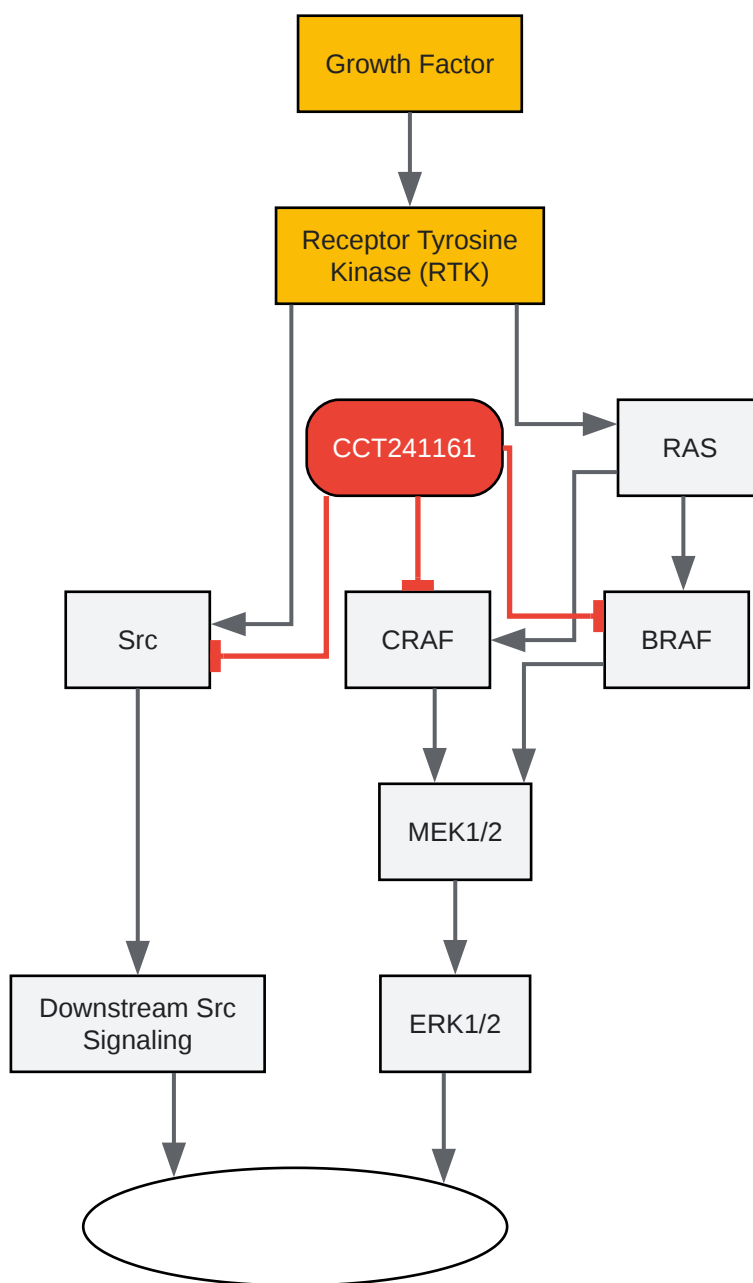 Growth Factor
Receptor Tyrosine
Kinase (RTK)
CCT241161
RAS
Src
CRAF
BRAF
MEK1/2
Downstream Src
Signaling
ERK1/2